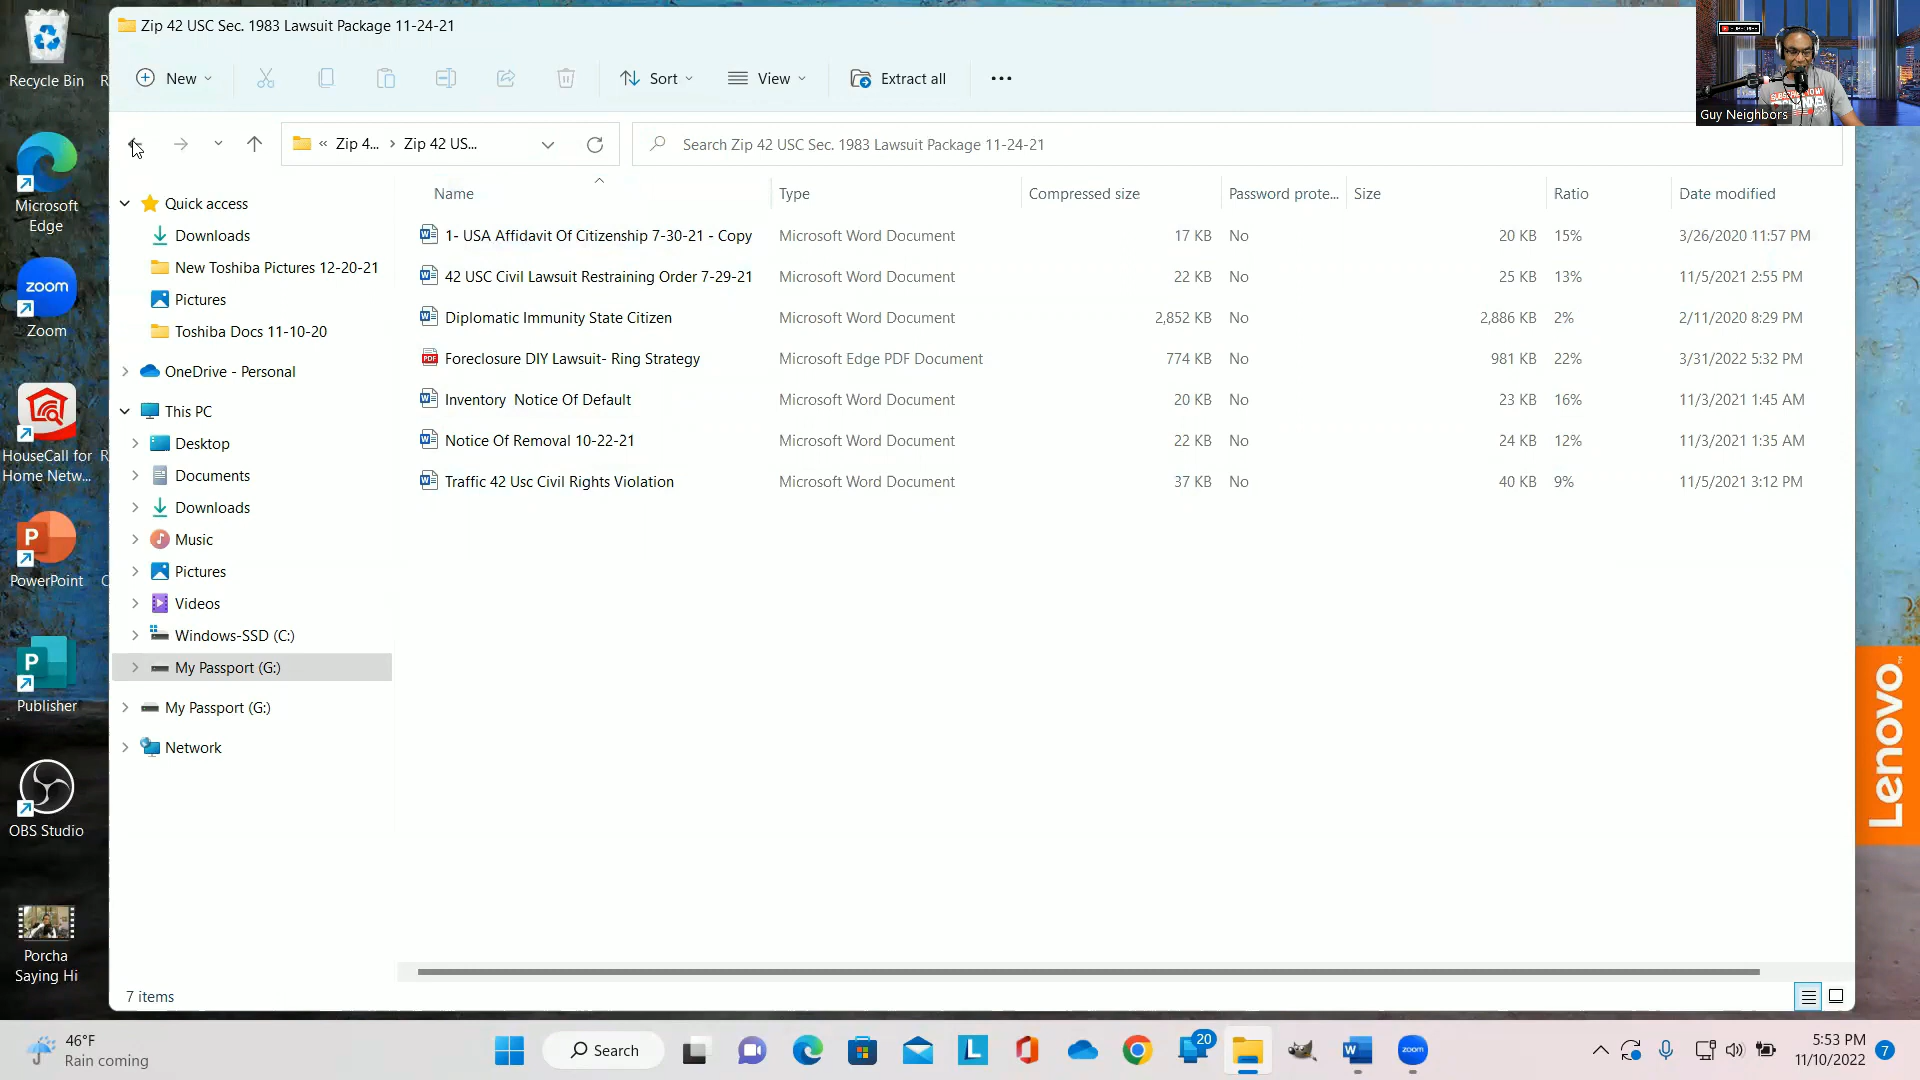 Zip 42 USC Sec. 1983 Lawsuit Package 11-24-21
New
Sort
View
Extract all
Guy Neighbors
« Zip 4... > Zip 42 US...
Search Zip 42 USC Sec. 1983 Lawsuit Package 11-24-21
Name Type Compressed size Password prote... Size Ratio Date modified
1- USA Affidavit Of Citizenship 7-30-21 - Copy Microsoft Word Document 17 KB No 20 KB 15% 3/26/2020 11:57 PM
42 USC Civil Lawsuit Restraining Order 7-29-21 Microsoft Word Document 22 KB No 25 KB 13% 11/5/2021 2:55 PM
Diplomatic Immunity State Citizen Microsoft Word Document 2,852 KB No 2,886 KB 2% 2/11/2020 8:29 PM
Foreclosure DIY Lawsuit- Ring Strategy Microsoft Edge PDF Document 774 KB No 981 KB 22% 3/31/2022 5:32 PM
Inventory  Notice Of Default Microsoft Word Document 20 KB No 23 KB 16% 11/3/2021 1:45 AM
Notice Of Removal 10-22-21 Microsoft Word Document 22 KB No 24 KB 12% 11/3/2021 1:35 AM
Traffic 42 Usc Civil Rights Violation Microsoft Word Document 37 KB No 40 KB 9% 11/5/2021 3:12 PM
Quick access
Downloads
New Toshiba Pictures 12-20-21
Pictures
Toshiba Docs 11-10-20
OneDrive - Personal
This PC
Desktop
Documents
Downloads
Music
Pictures
Videos
Windows-SSD (C:)
My Passport (G:)
My Passport (G:)
Network
7 items
Recycle Bin
R
Microsoft
Edge
zoom
Zoom
HouseCall for
Home Netw...
R
PowerPoint
C
Publisher
OBS Studio
Porcha
Saying Hi
Lenovo
46°F
Rain coming
Search
20
zoom
5:53 PM
11/10/2022
7